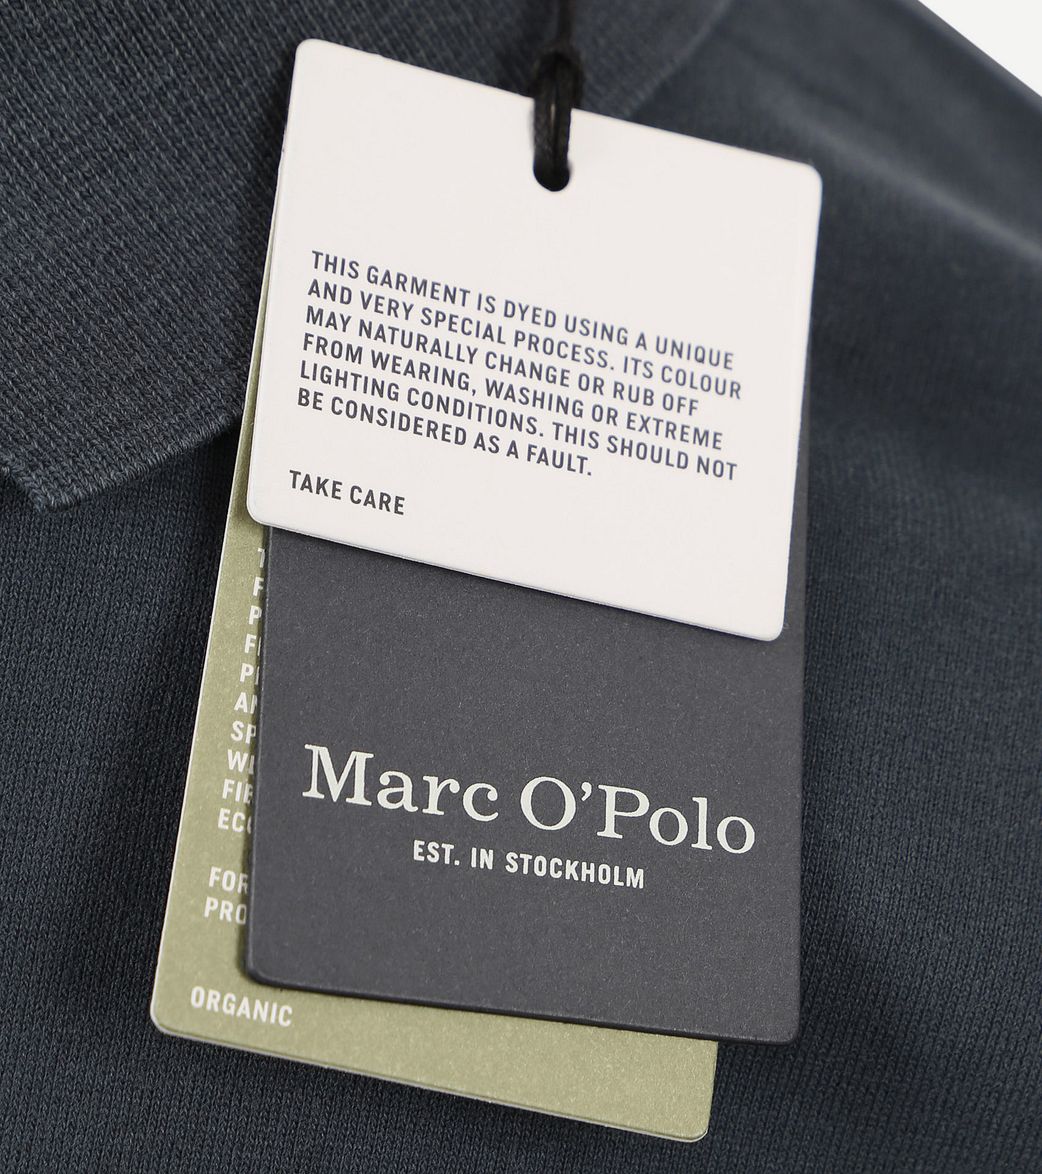 THIS GARMENT IS DYED USING A UNIQUE
AND VERY SPECIAL PROCESS. ITS COLOUR
MAY NATURALLY CHANGE OR RUB OFF
FROM WEARING, WASHING OR EXTREME
LIGHTING CONDITIONS. THIS SHOULD NOT
BE CONSIDERED AS A FAULT.
TAKE CARE
Marc O'Polo
EST. IN STOCKHOLM
ORGANIC